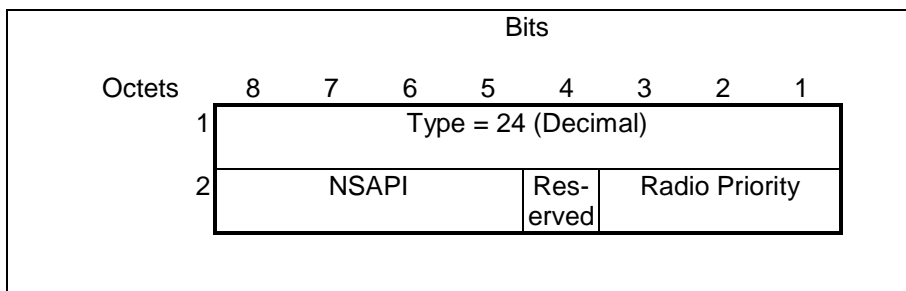 Bits
Octets 8 7 6 5 4 3 2 1
1 Type = 24 (Decimal)
2 NSAPI Res- Radio Priority
erved